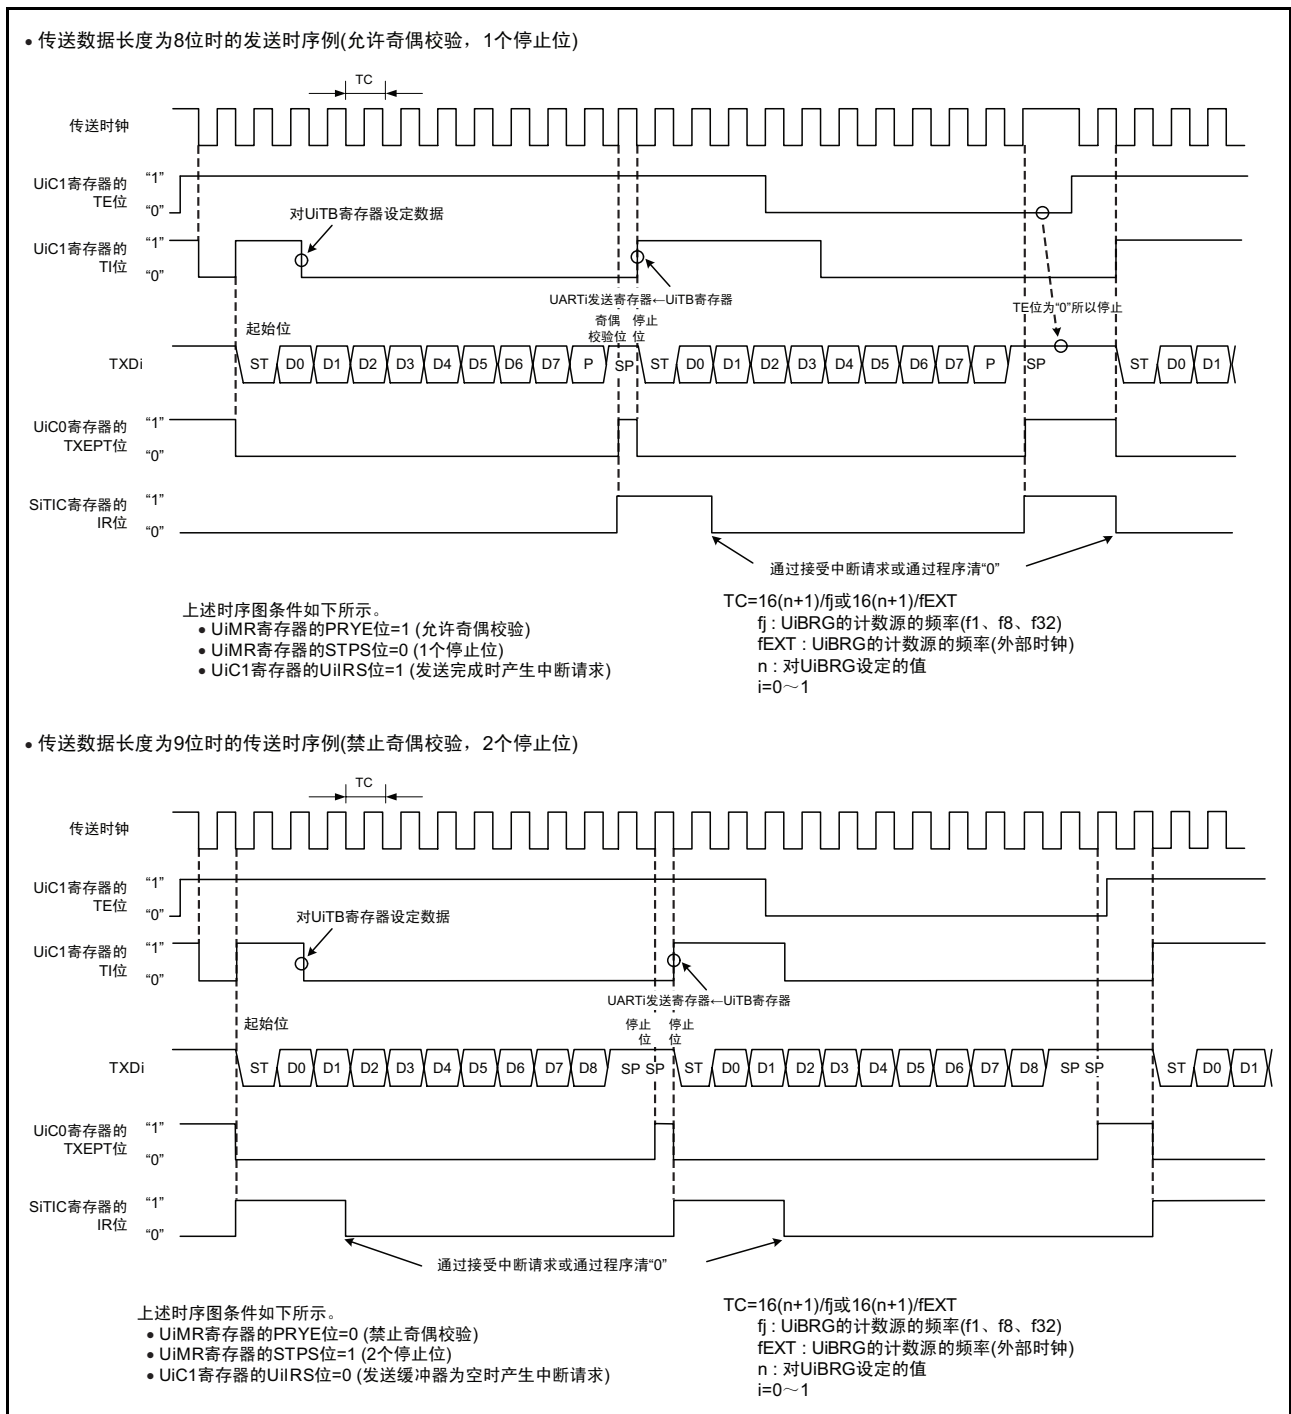 ● 传送数据长度为8位时的发送时序例(允许奇偶校验，1个停止位)
TC
传送时钟
UiC1寄存器的
TE位
“1”
“0”
对UiTB寄存器设定数据
UiC1寄存器的
TI位
“1”
“0”
UARTi发送寄存器←UiTB寄存器
TE位为“0”所以停止
起始位
奇偶
校验位
停止
位
TXDi
ST D0 D1 D2 D3 D4 D5 D6 D7 P SP ST D0 D1 D2 D3 D4 D5 D6 D7 P SP ST D0 D1
UiC0寄存器的
TXEPT位
“1”
“0”
SiTIC寄存器的
IR位
“1”
“0”
通过接受中断请求或通过程序清“0”
上述时序图条件如下所示。
● UiMR寄存器的PRYE位=1 (允许奇偶校验)
● UiMR寄存器的STPS位=0 (1个停止位)
● UiC1寄存器的UiIRS位=1 (发送完成时产生中断请求)
TC=16(n+1)/fj或16(n+1)/fEXT
fj : UiBRG的计数源的频率(f1、f8、f32)
fEXT : UiBRG的计数源的频率(外部时钟)
n : 对UiBRG设定的值
i=0～1
● 传送数据长度为9位时的传送时序例(禁止奇偶校验，2个停止位)
TC
传送时钟
UiC1寄存器的
TE位
“1”
“0”
对UiTB寄存器设定数据
UiC1寄存器的
TI位
“1”
“0”
UARTi发送寄存器←UiTB寄存器
起始位
停止
位
停止
位
TXDi
ST D0 D1 D2 D3 D4 D5 D6 D7 D8 SP SP ST D0 D1 D2 D3 D4 D5 D6 D7 D8 SP SP ST D0 D1
UiC0寄存器的
TXEPT位
“1”
“0”
SiTIC寄存器的
IR位
“1”
“0”
通过接受中断请求或通过程序清“0”
上述时序图条件如下所示。
● UiMR寄存器的PRYE位=0 (禁止奇偶校验)
● UiMR寄存器的STPS位=1 (2个停止位)
● UiC1寄存器的UiIRS位=0 (发送缓冲器为空时产生中断请求)
TC=16(n+1)/fj或16(n+1)/fEXT
fj : UiBRG的计数源的频率(f1、f8、f32)
fEXT : UiBRG的计数源的频率(外部时钟)
n : 对UiBRG设定的值
i=0～1